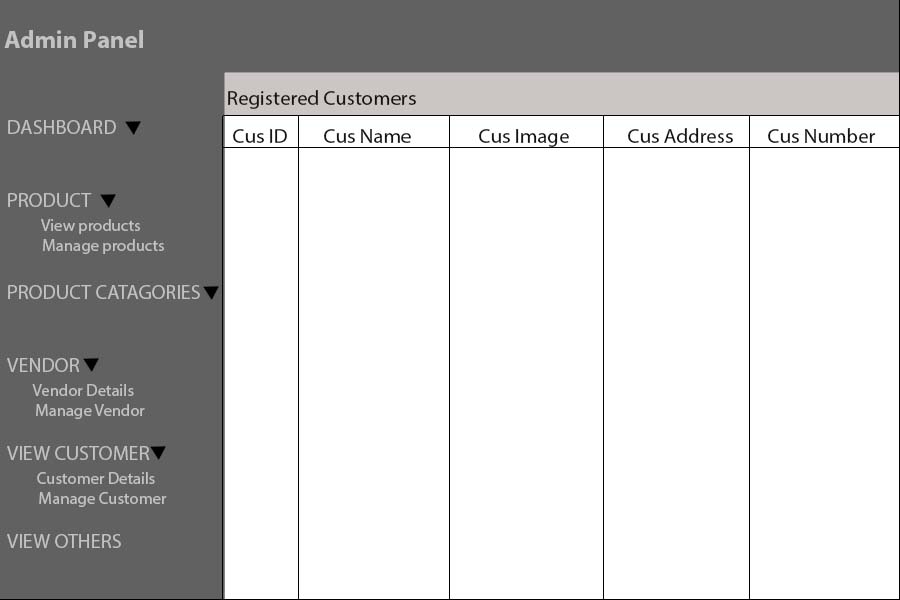 Admin Panel
Registered Customers
Cus ID Cus Name Cus Image Cus Address Cus Number
DASHBOARD ▼
PRODUCT ▼
View products
Manage products
PRODUCT CATAGORIES ▼
VENDOR ▼
Vendor Details
Manage Vendor
VIEW CUSTOMER ▼
Customer Details
Manage Customer
VIEW OTHERS